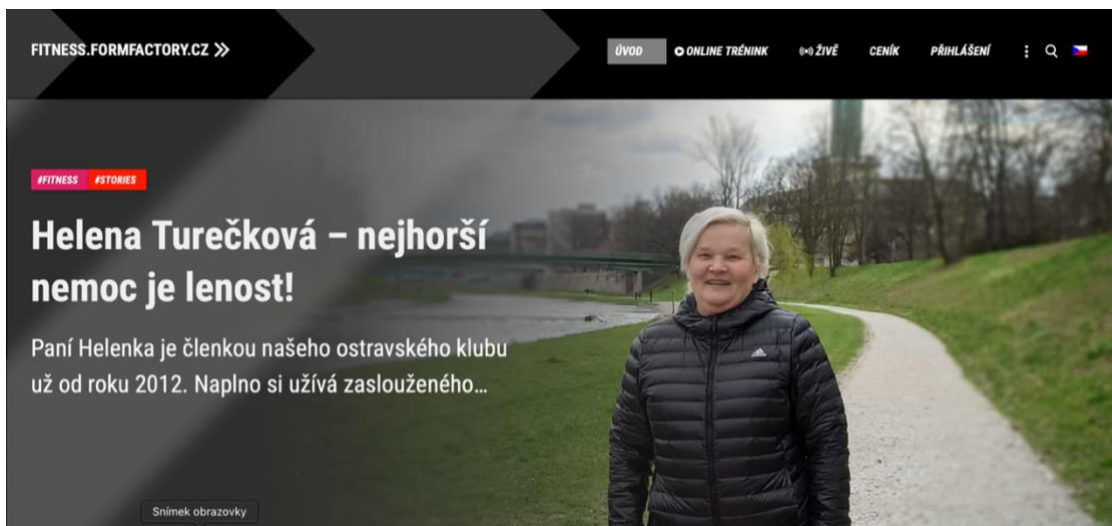 FITNESS.FORMFACTORY.CZ
ÚVOD
ONLINE TRÉNINK
ŽIVĚ
CENÍK
PŘIHLÁŠENÍ
#FITNESS #STORIES
Helena Turečková – nejhorší
nemoc je lenost!
Paní Helenka je členkou našeho ostravského klubu
už od roku 2012. Naplno si užívá zaslouženého...
Snímek obrazovky